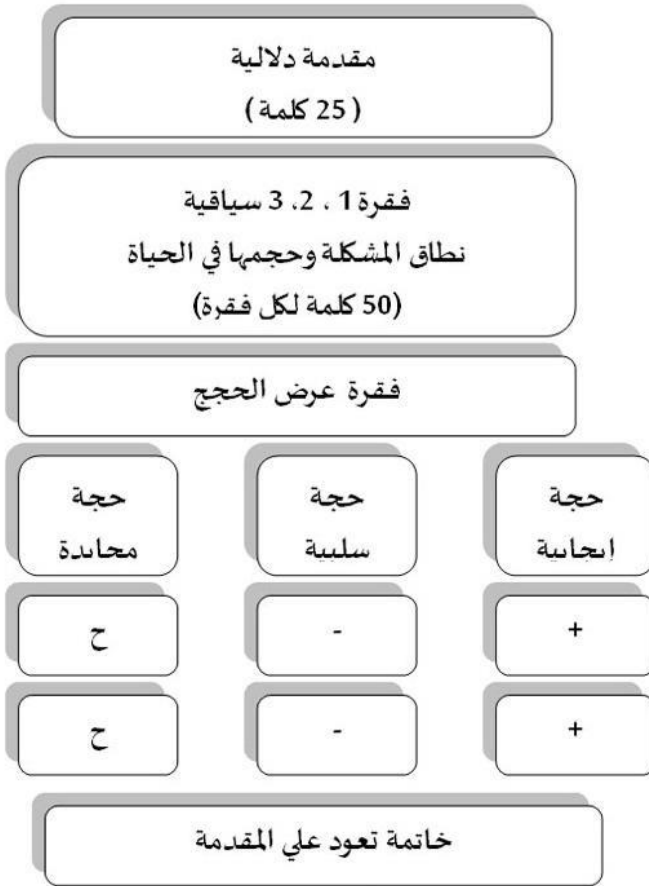 مقدمة دلالية
( 25 كلمة )
فقرة 1 ، 2، 3 سياقية
نطاق المشكلة وحجمها في الحياة
(50 كلمة لكل فقرة)
فقرة عرض الحجج
حجة
إيجابية
حجة
سلبية
حجة
محايدة
+
-
ح
+
-
ح
خاتمة تعود علي المقدمة